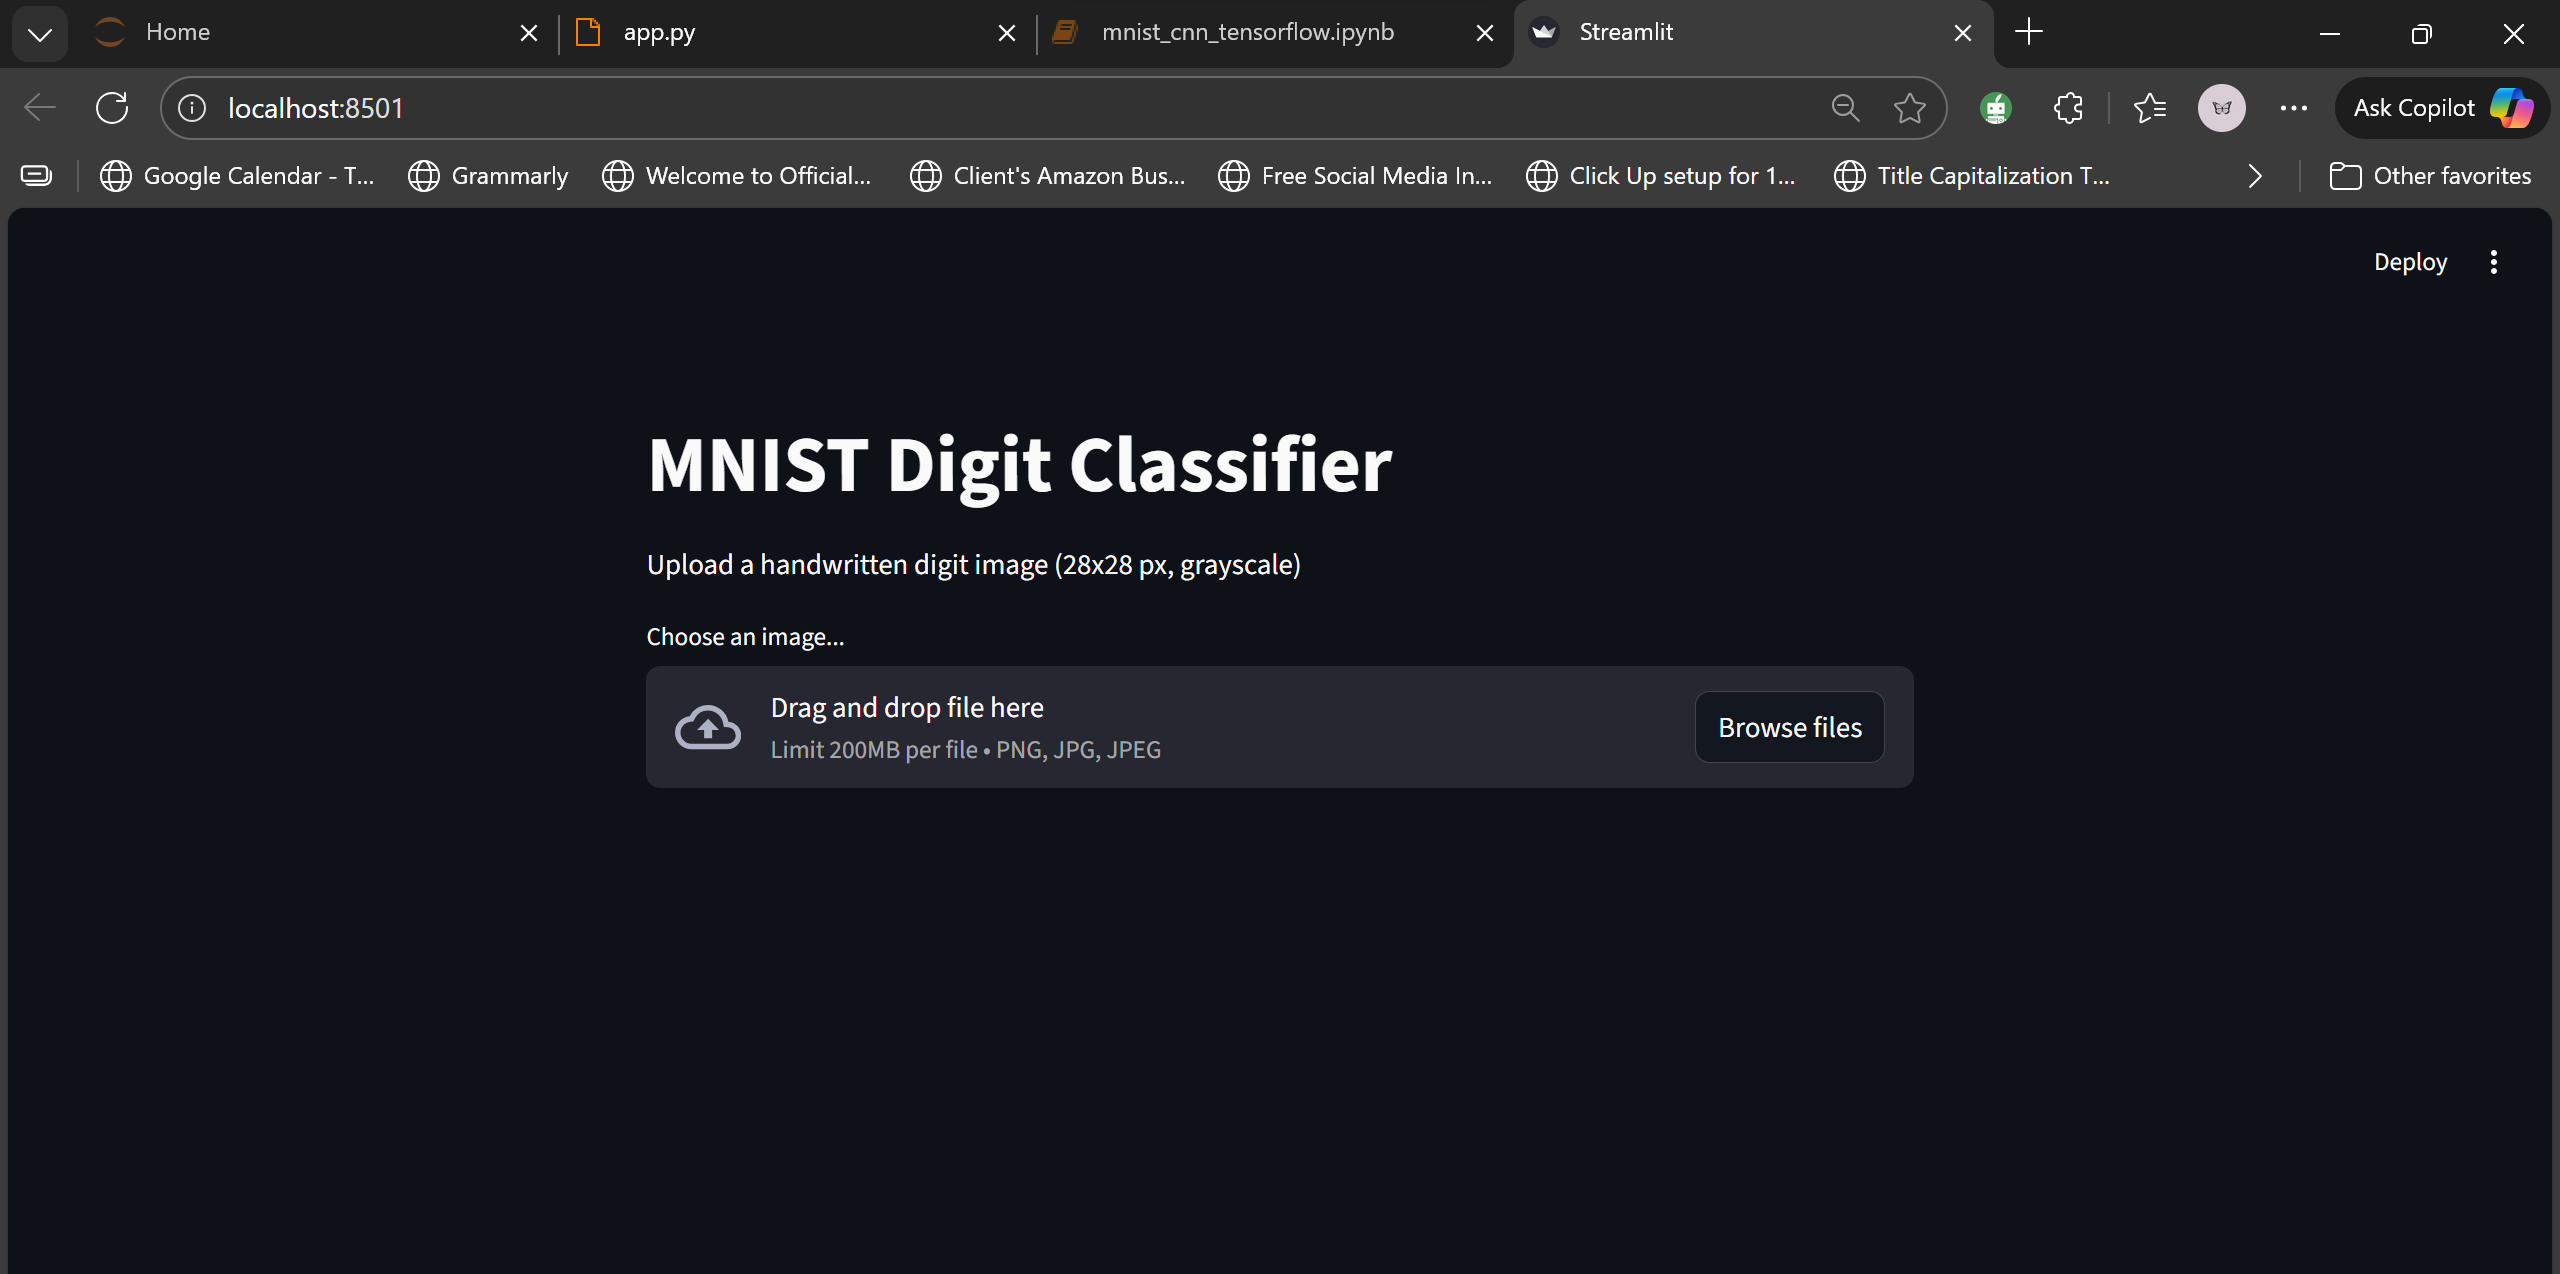 Home
app.py
mnist_cnn_tensorflow.ipynb
Streamlit
localhost:8501
Ask Copilot
Google Calendar - T...
Grammarly
Welcome to Official...
Client's Amazon Bus...
Free Social Media In...
Click Up setup for 1...
Title Capitalization T...
Other favorites
Deploy
MNIST Digit Classifier
Upload a handwritten digit image (28x28 px, grayscale)
Choose an image...
Drag and drop file here
Limit 200MB per file • PNG, JPG, JPEG
Browse files